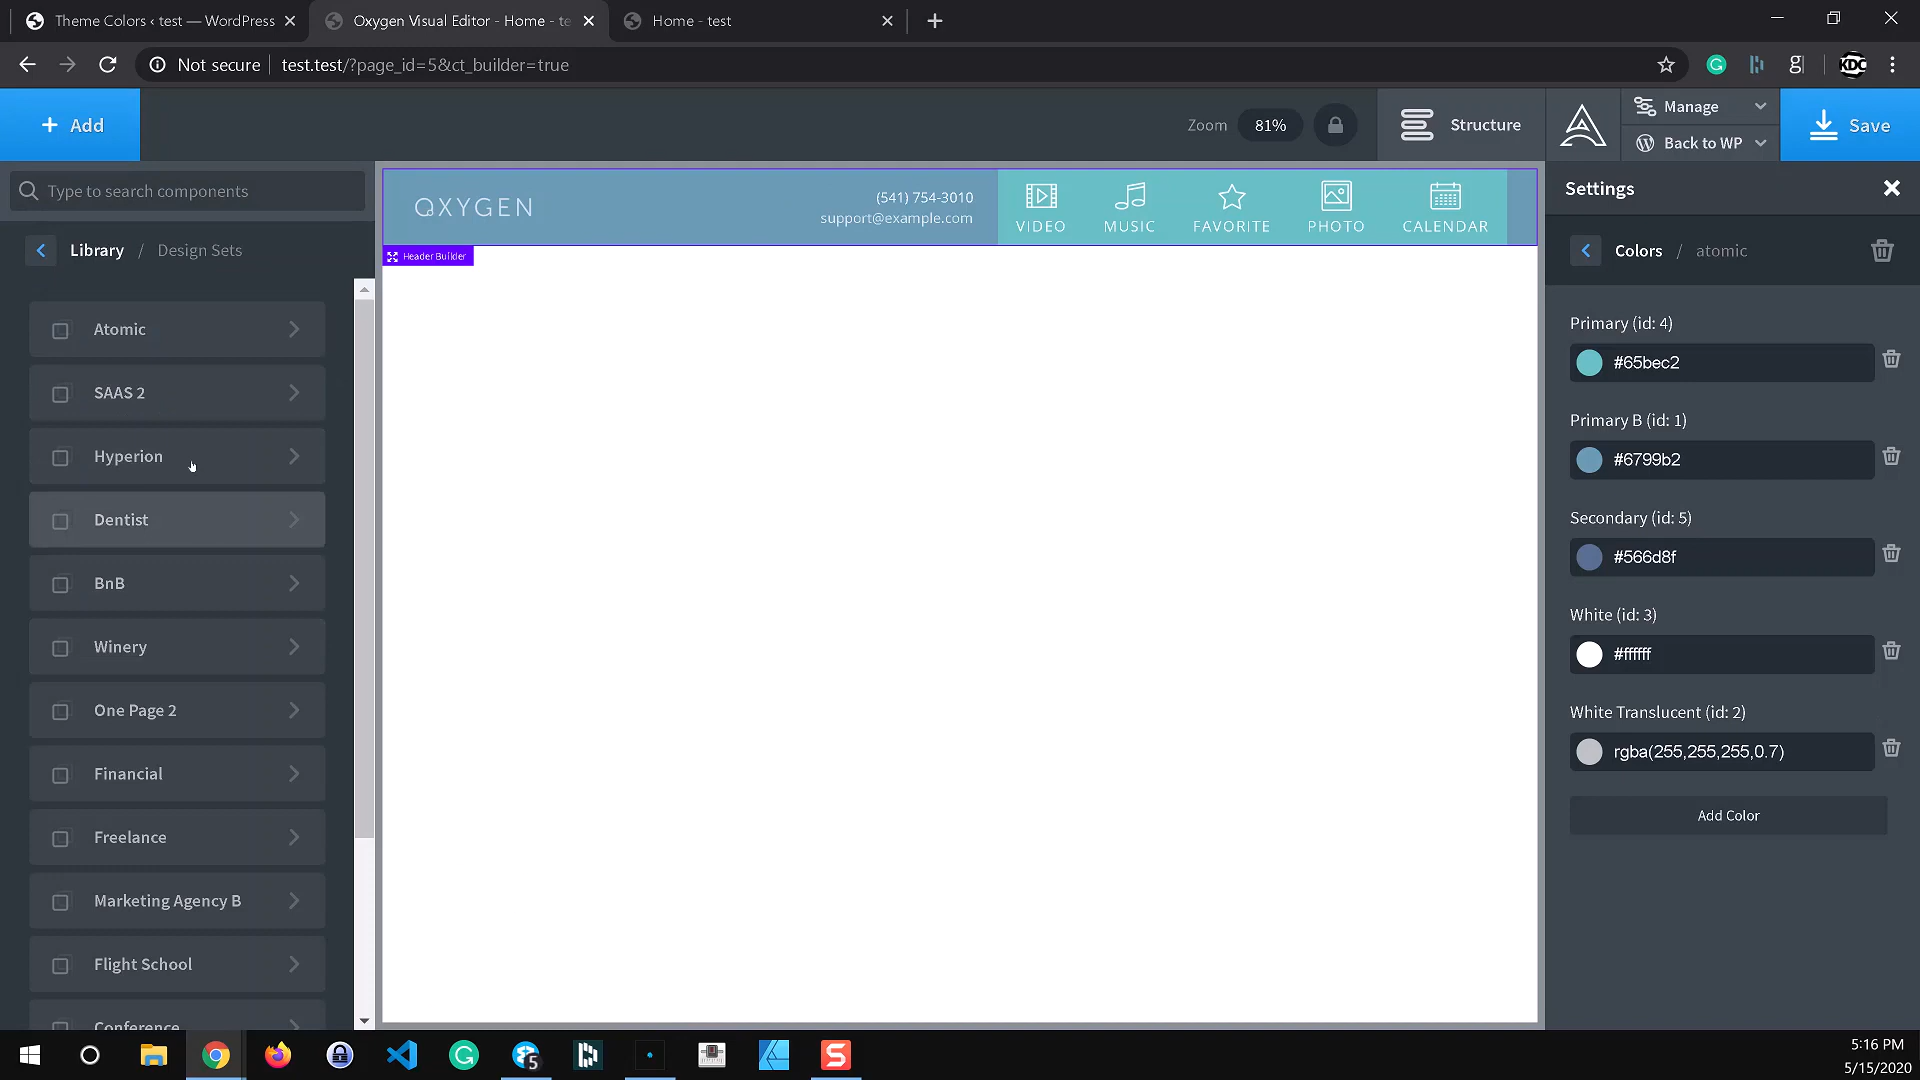 Theme Colors ‹ test — WordPress
Oxygen Visual Editor - Home - te
Home - test
Not secure
test.test/?page_id=5&ct_builder=true
KDC
+ Add
Zoom
81%
Structure
Manage
Back to WP
Save
Type to search components
Library / Design Sets
Atomic
SAAS 2
Hyperion
Dentist
BnB
Winery
One Page 2
Financial
Freelance
Marketing Agency B
Flight School
Conference
OXYGEN
(541) 754-3010
support@example.com
VIDEO
MUSIC
FAVORITE
PHOTO
CALENDAR
Header Builder
Settings
Colors / atomic
Primary (id: 4)
#65bec2
Primary B (id: 1)
#6799b2
Secondary (id: 5)
#566d8f
White (id: 3)
#ffffff
White Translucent (id: 2)
rgba(255,255,255,0.7)
Add Color
5
5:16 PM
5/15/2020